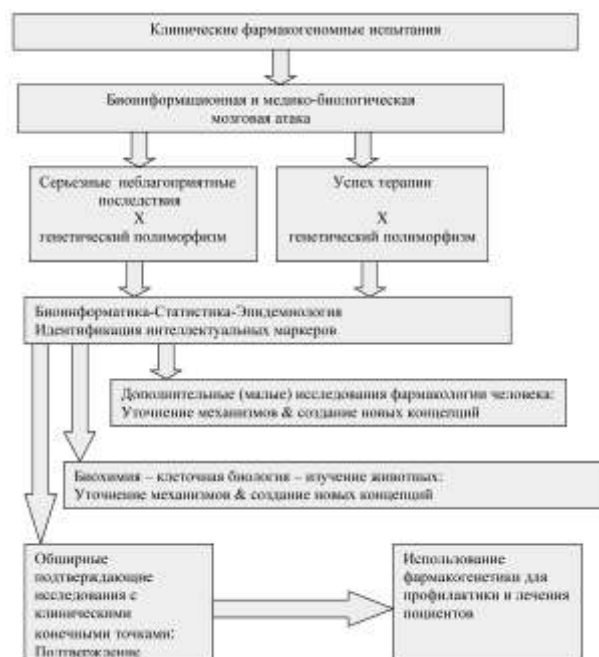 Клинические фармакогеномные испытания
Биоинформационная и медико-биологическая
мозговая атака
Серьезные неблагоприятные
последствия
X
генетический полиморфизм
Успех терапии
X
генетический полиморфизм
Биоинформатика-Статистика-Эпидемиология
Идентификация интеллектуальных маркеров
Дополнительные (малые) исследования фармакологии человека:
Уточнение механизмов & создание новых концепций
Биохимия – клеточная биология – изучение животных:
Уточнение механизмов & создание новых концепций
Обширные
подтверждающие
исследования с
клиническими
конечными точками:
Подтверждение
Использование
фармакогенетики для
профилактики и лечения
поциентов